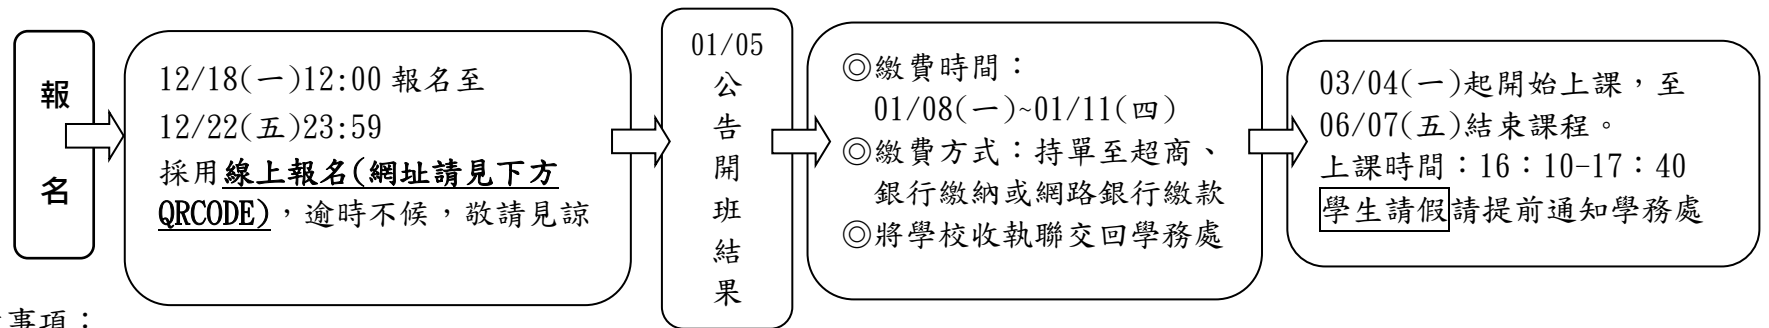 報名
12/18(一)12:00 報名至
12/22(五)23:59
採用線上報名(網址請見下方
QRCODE)，逾時不候，敬請見諒
01/05
公
告
開
班
結
果
◎繳費時間：
01/08(一)~01/11(四)
◎繳費方式：持單至超商、
銀行繳納或網路銀行繳款
◎將學校收執聯交回學務處
03/04(一)起開始上課，至
06/07(五)結束課程。
上課時間：16：10-17：40
學生請假請提前通知學務處
事項：